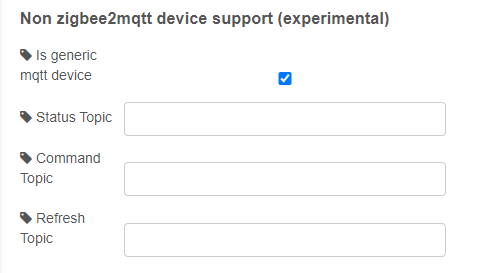 Non zigbee2mqtt device support (experimental)
Is generic
mqtt device
Status Topic
Command
Topic
Refresh
Topic